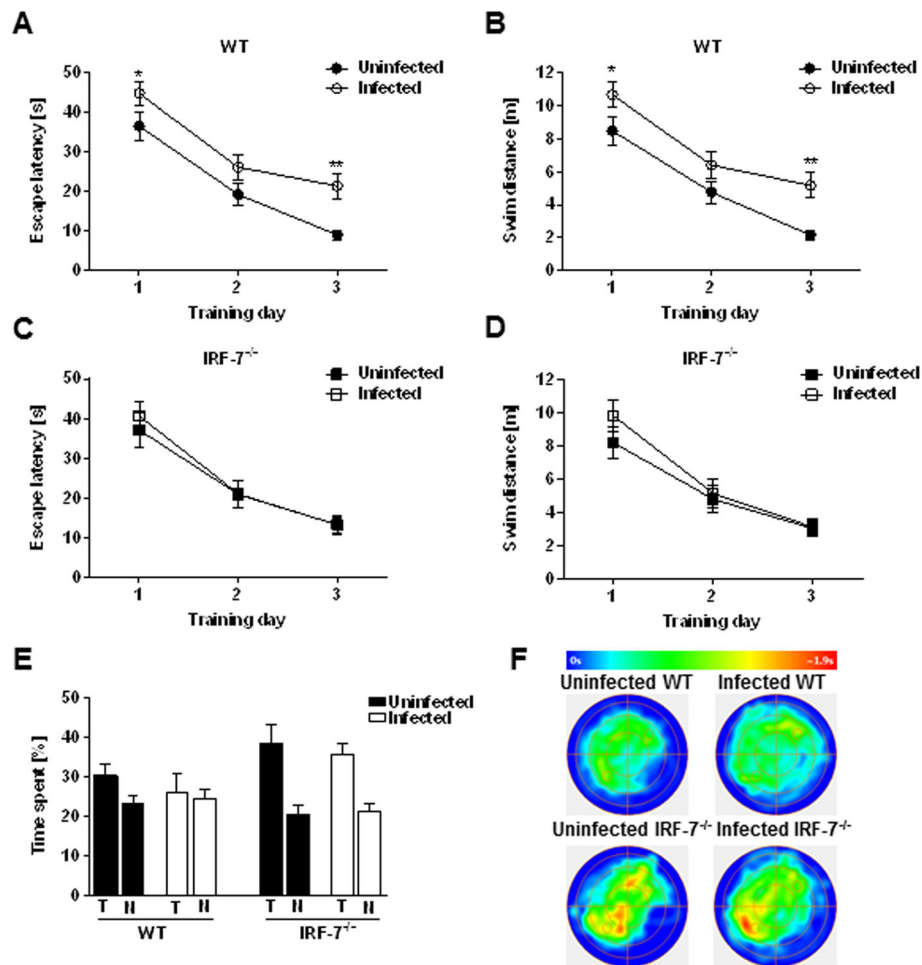 A
WT
Uninfected
Infected
Escape latency [s]
50
40
30
20
10
0
*
**
1 2 3
Training day
B
WT
Uninfected
Infected
Swim distance [m]
12
10
8
6
4
2
0
*
**
1 2 3
Training day
C
IRF-7-/-
Uninfected
Infected
Escape latency [s]
50
40
30
20
10
0
1 2 3
Training day
D
IRF-7-/-
Uninfected
Infected
Swim distance [m]
12
10
8
6
4
2
0
1 2 3
Training day
E
Uninfected
Infected
Time spent [%]
50
40
30
20
10
0
T N T N T N T N
WT IRF-7-/-
F
0s ~1.9s
Uninfected WT Infected WT
Uninfected IRF-7-/- Infected IRF-7-/-